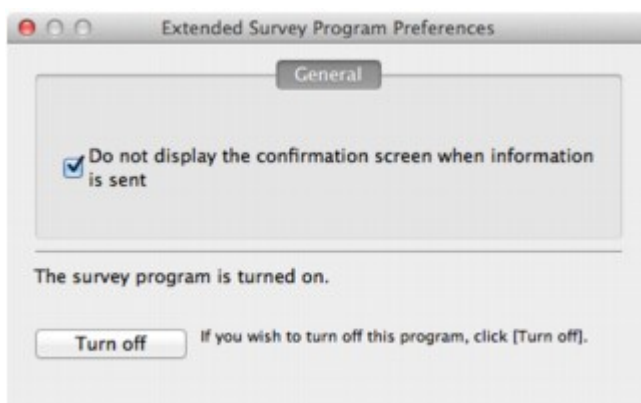 Extended Survey Program Preferences
General
Do not display the confirmation screen when information
is sent
The survey program is turned on.
Turn off
If you wish to turn off this program, click [Turn off].